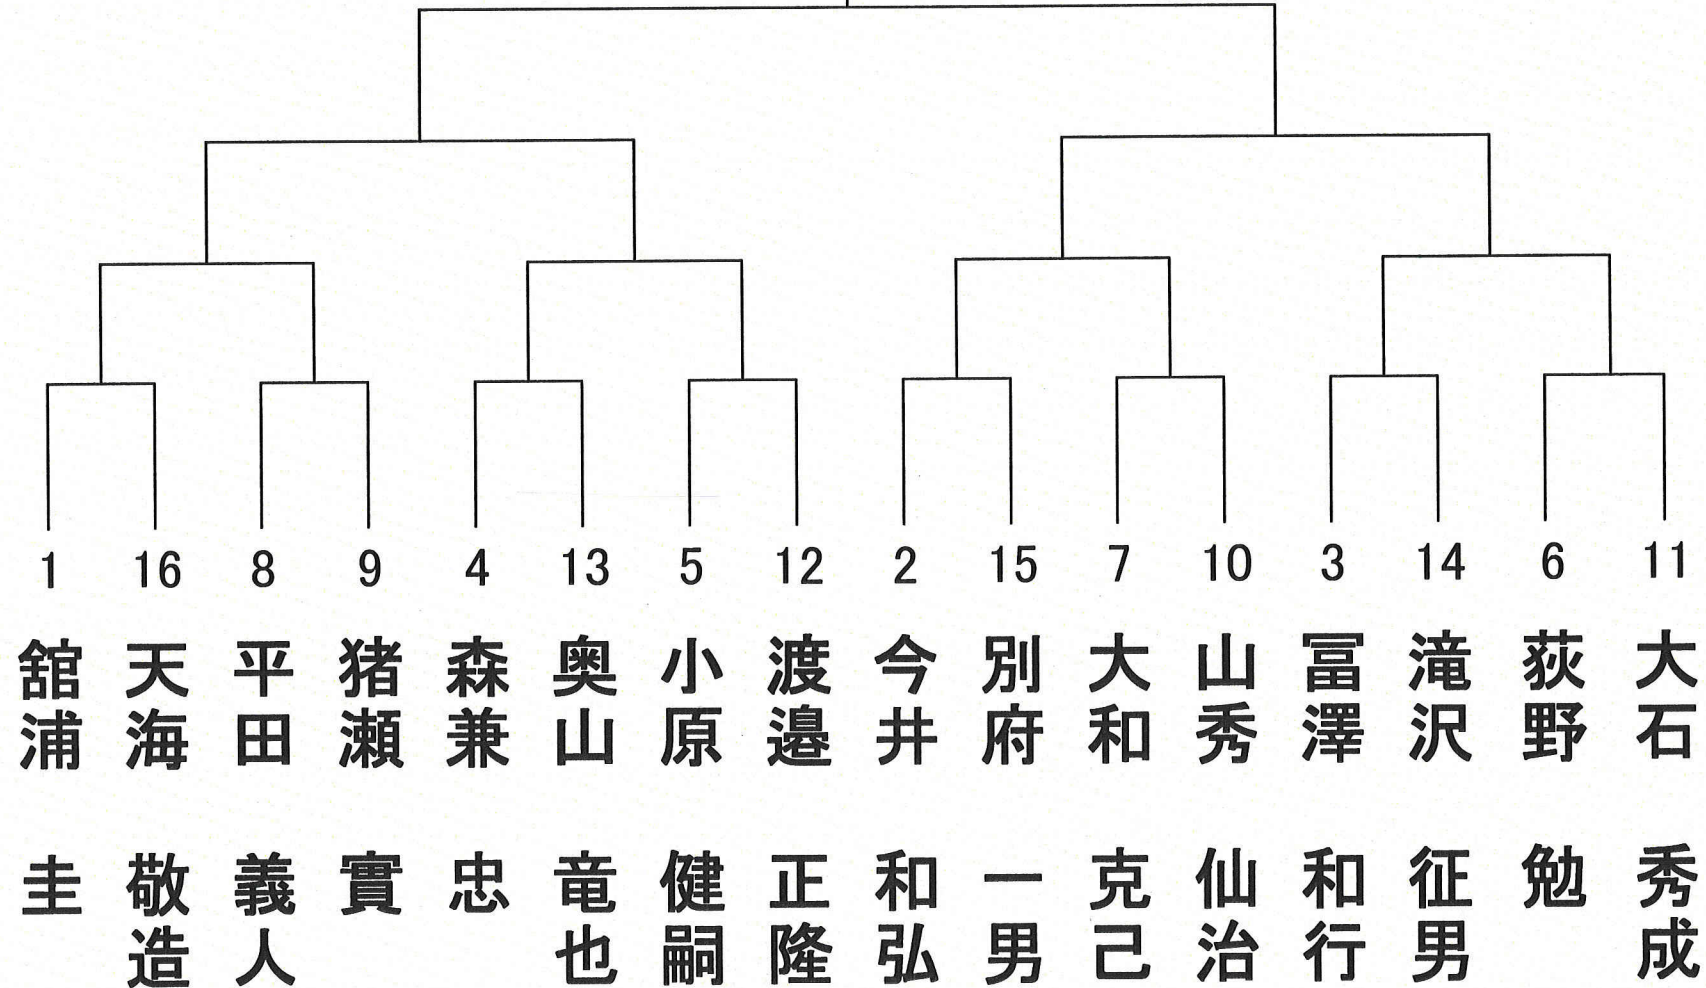 1 16 8 9 4 13 5 12 2 15 7 10 3 14 6 11
舘浦 圭
天海 敬造
平田 義人
猪瀬 實
森兼 忠
奥山 竜也
小原 健嗣
渡邉 正隆
今井 和弘
別府 一男
大和 克己
山秀 仙治
冨澤 和行
滝沢 征男
荻野 勉
大石 秀成